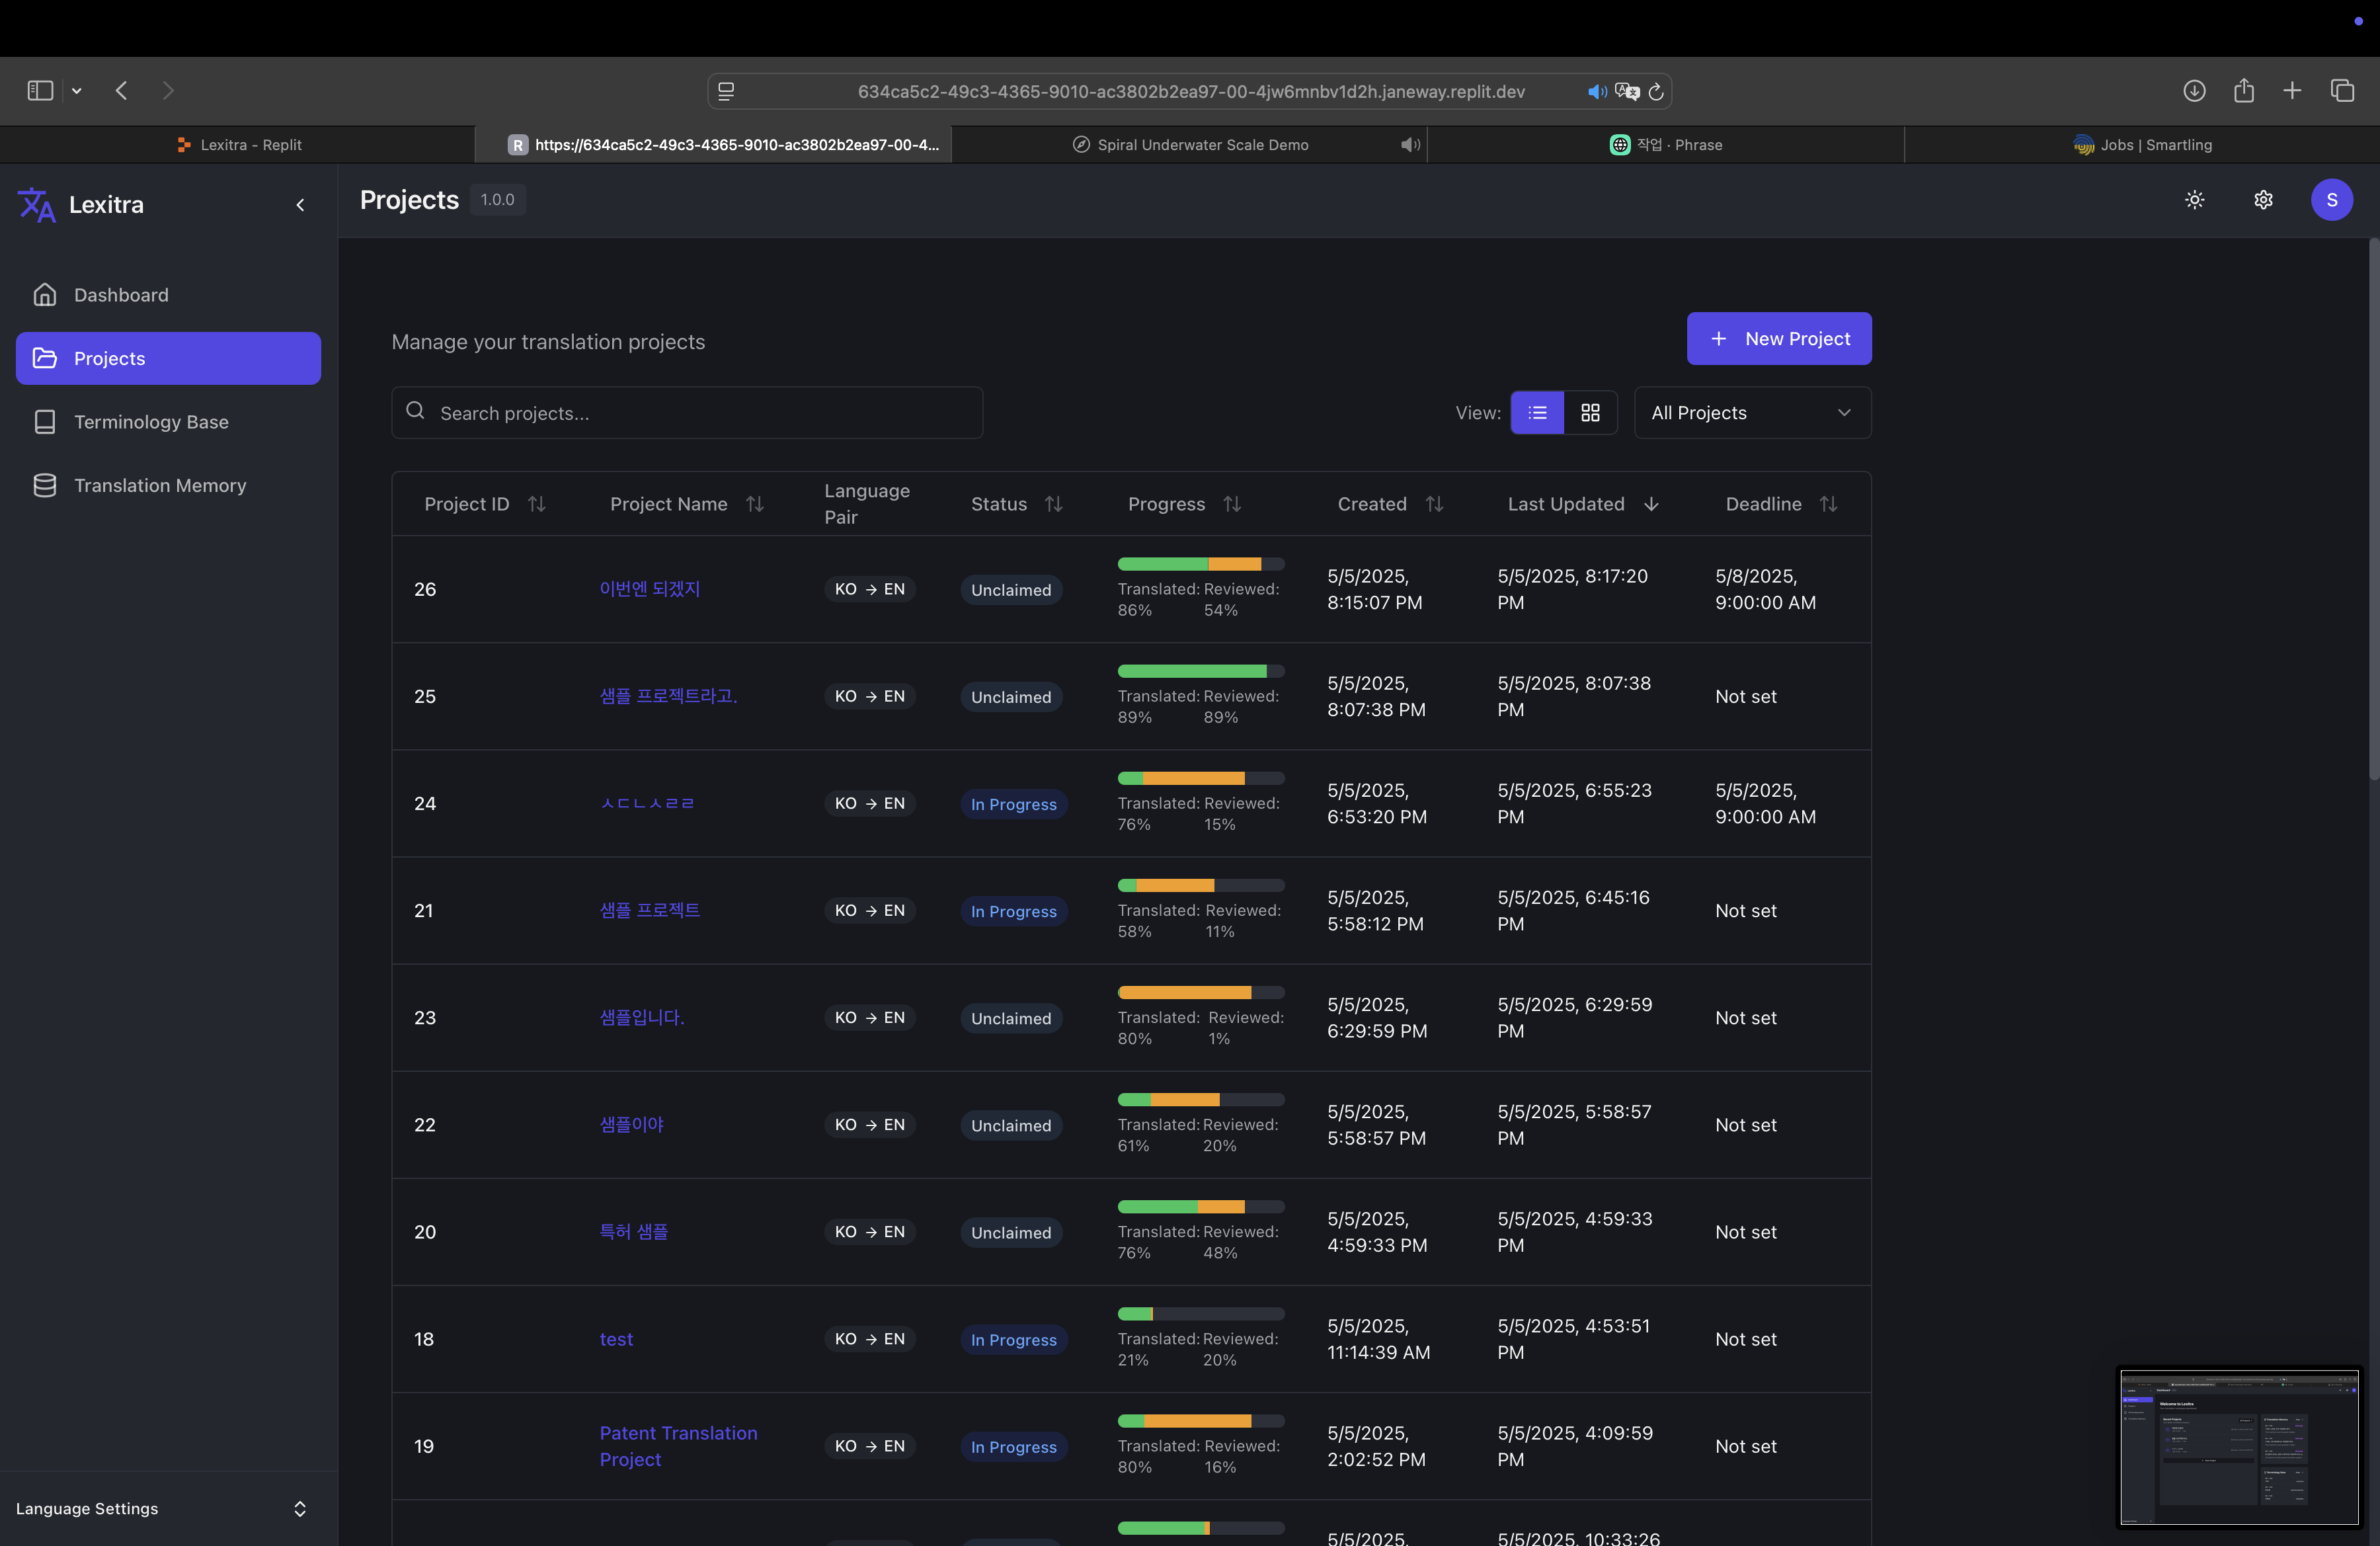 634ca5c2-49c3-4365-9010-ac3802b2ea97-00-4jw6mnbv1d2h.janeway.replit.dev
Lexitra - Replit
R https://634ca5c2-49c3-4365-9010-ac3802b2ea97-00-4...
Spiral Underwater Scale Demo
작업 · Phrase
Jobs | Smartling
Lexitra
Projects 1.0.0
S
Dashboard
Projects
Terminology Base
Translation Memory
Language Settings
Manage your translation projects
New Project
Search projects...
View:
All Projects
Project ID Project Name Language Pair Status Progress Created Last Updated Deadline
26 이번엔 되겠지 KO → EN Unclaimed Translated: 86% Reviewed: 54% 5/5/2025, 8:15:07 PM 5/5/2025, 8:17:20 PM 5/8/2025, 9:00:00 AM
25 샘플 프로젝트라고. KO → EN Unclaimed Translated: 89% Reviewed: 89% 5/5/2025, 8:07:38 PM 5/5/2025, 8:07:38 PM Not set
24 ㅅㄷㄴㅅㄹㄹ KO → EN In Progress Translated: 76% Reviewed: 15% 5/5/2025, 6:53:20 PM 5/5/2025, 6:55:23 PM 5/5/2025, 9:00:00 AM
21 샘플 프로젝트 KO → EN In Progress Translated: 58% Reviewed: 11% 5/5/2025, 5:58:12 PM 5/5/2025, 6:45:16 PM Not set
23 샘플입니다. KO → EN Unclaimed Translated: 80% Reviewed: 1% 5/5/2025, 6:29:59 PM 5/5/2025, 6:29:59 PM Not set
22 샘플이야 KO → EN Unclaimed Translated: 61% Reviewed: 20% 5/5/2025, 5:58:57 PM 5/5/2025, 5:58:57 PM Not set
20 특허 샘플 KO → EN Unclaimed Translated: 76% Reviewed: 48% 5/5/2025, 4:59:33 PM 5/5/2025, 4:59:33 PM Not set
18 test KO → EN In Progress Translated: 21% Reviewed: 20% 5/5/2025, 11:14:39 AM 5/5/2025, 4:53:51 PM Not set
19 Patent Translation Project KO → EN In Progress Translated: 80% Reviewed: 16% 5/5/2025, 2:02:52 PM 5/5/2025, 4:09:59 PM Not set
5/5/2025, 5/5/2025, 10:33:26